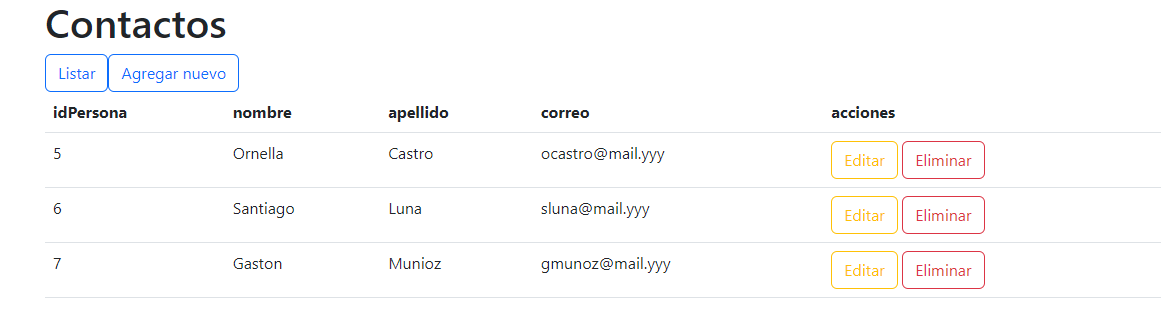 Contactos
Listar Agregar nuevo
idPersona nombre apellido correo acciones
5 Ornella Castro ocastro@mail.yyy Editar Eliminar
6 Santiago Luna sluna@mail.yyy Editar Eliminar
7 Gaston Munioz gmunoz@mail.yyy Editar Eliminar